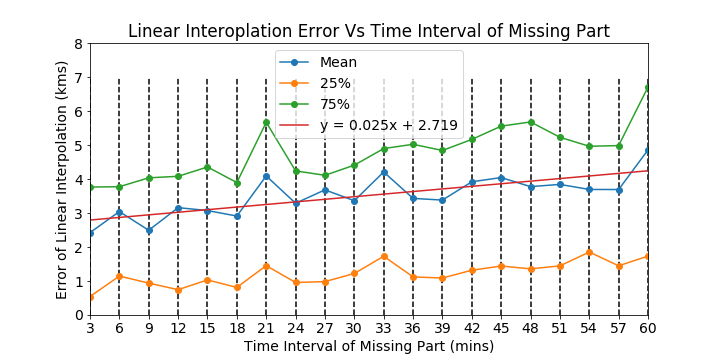 Linear Interoplation Error Vs Time Interval of Missing Part
Error of Linear Interpolation (kms)
8
7
6
5
4
3
2
1
0
Mean
25%
75%
y = 0.025x + 2.719
3 6 9 12 15 18 21 24 27 30 33 36 39 42 45 48 51 54 57 60
Time Interval of Missing Part (mins)